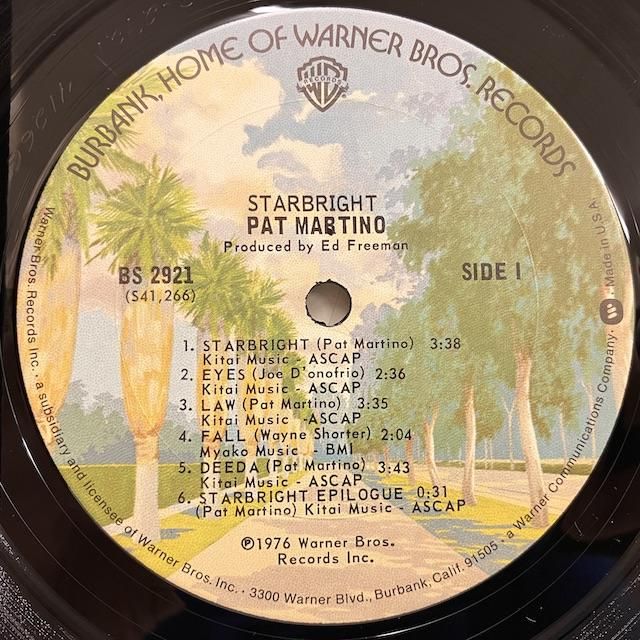 BURBANK, HOME OF WARNER BROS. RECORDS
W RECORDS
STARBRIGHT
PAT MARTINO
Produced by Ed Freeman
BS 2921
(S41,266)
SIDE I
1. STARBRIGHT (Pat Martino) 3:38
Kitai Music - ASCAP
2. EYES (Joe D'onofrio) 2:36
Kitai Music - ASCAP
3. LAW (Pat Martino) 3:35
Kitai Music -ASCAP
4. FALL (Wayne Shorter) 2:04
Myako Music - BMI
5. DEEDA (Pat Martino) 3:43
Kitai Music - ASCAP
6. STARBRIGHT EPILOGUE 0:31
(Pat Martino) Kitai Music - ASCAP
℗1976 Warner Bros.
Records Inc.
Warner Bros. Records Inc. · a subsidiary and licensee of Warner Bros. Inc. · 3300 Warner Blvd., Burbank, Calif. 91505 · a Warner Communications Company · Made in U.S.A.